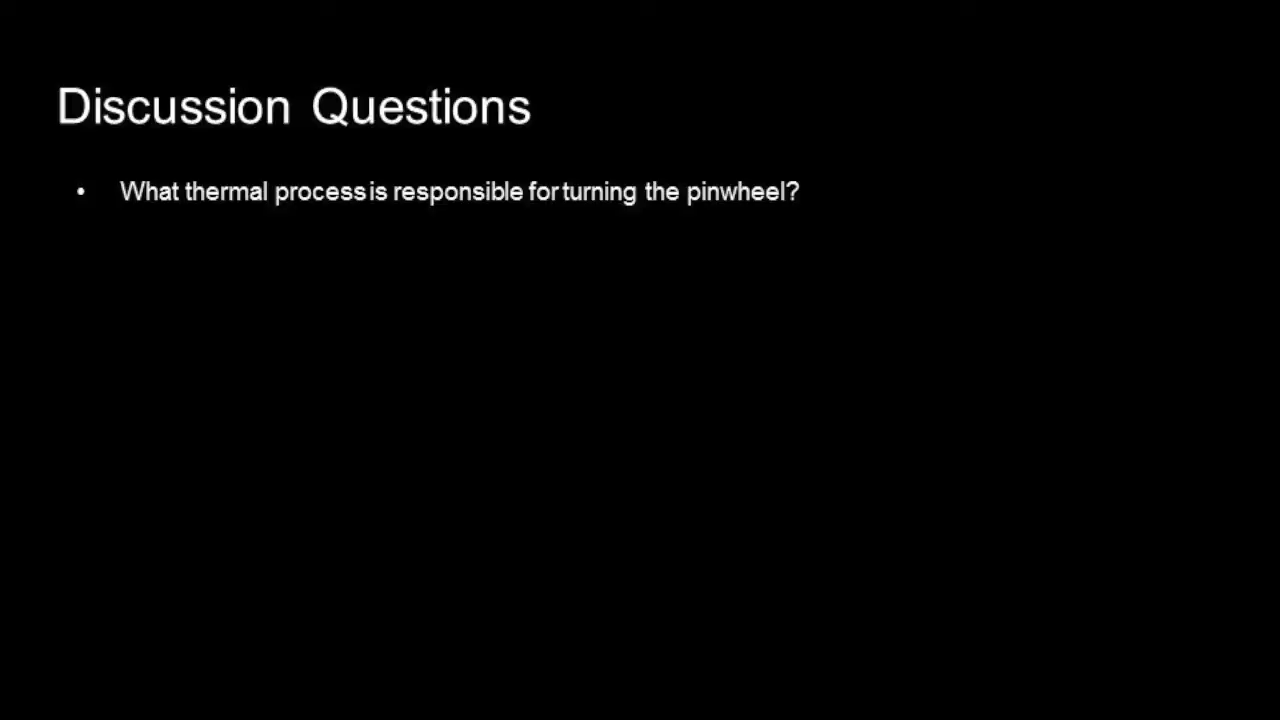 Discussion Questions
• What thermal process is responsible for turning the pinwheel?